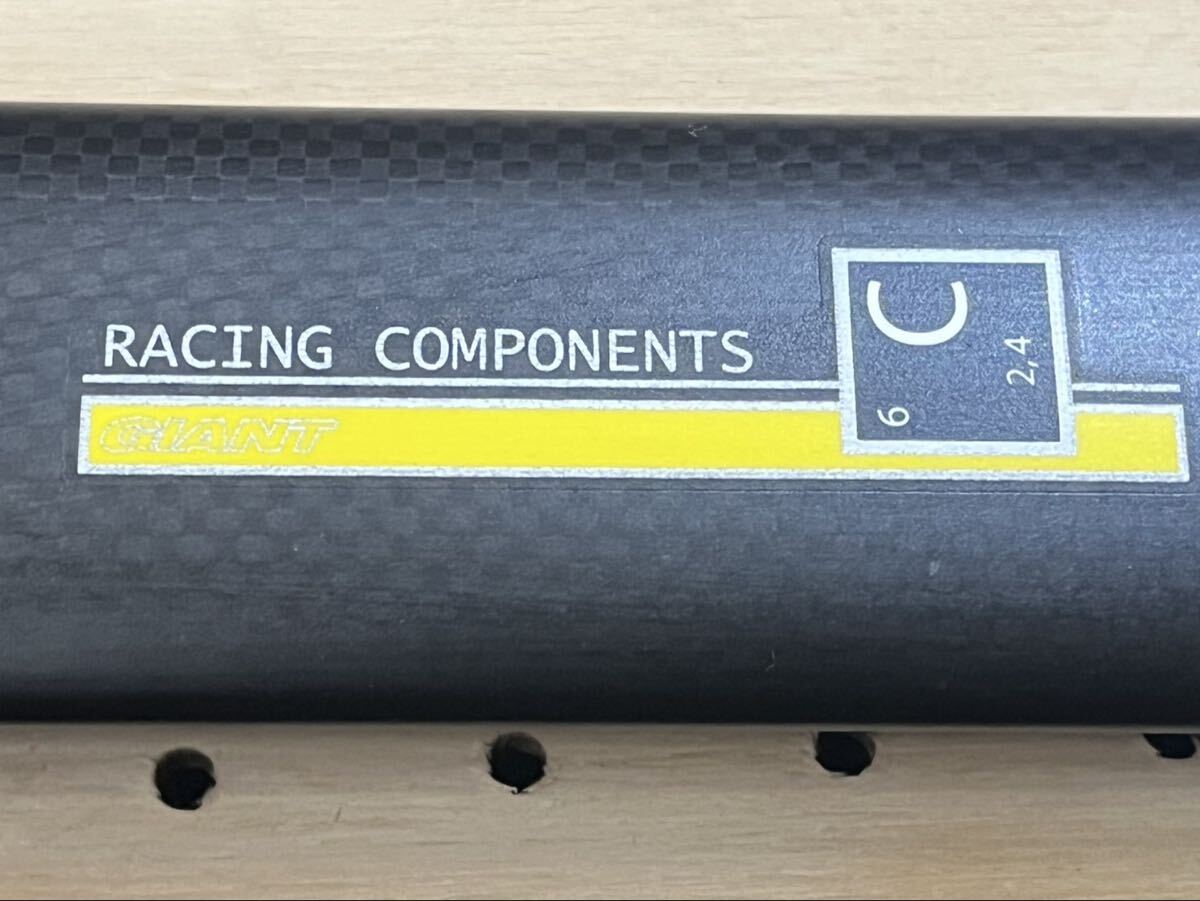 RACING COMPONENTS
GIANT
6
C
2,4